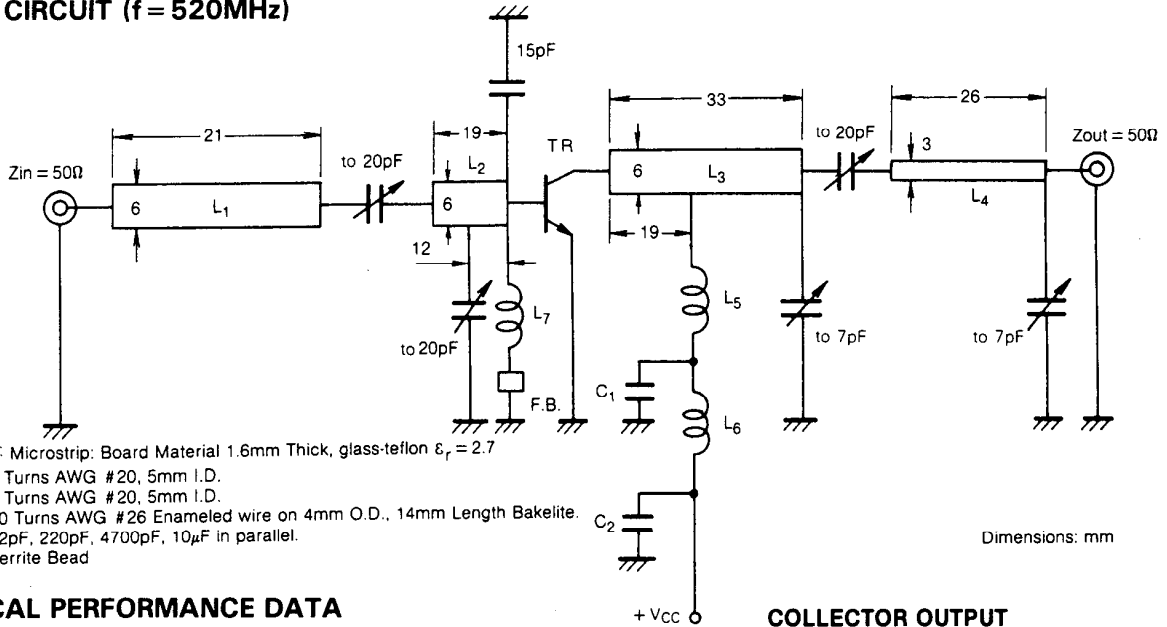 CIRCUIT (f = 520MHz)
15pF
33
26
21
19
to 20pF
3
Zout = 50Ω
TR
Zin = 50Ω
to 20pF
L2
6
L3
6
L1
6
L4
12
19
L5
L7
to 20pF
to 7pF
to 7pF
C1
F.B.
L6
: Microstrip: Board Material 1.6mm Thick, glass-teflon εr = 2.7
Turns AWG #20, 5mm I.D.
Turns AWG #20, 5mm I.D.
0 Turns AWG #26 Enameled wire on 4mm O.D., 14mm Length Bakelite.
2pF, 220pF, 4700pF, 10μF in parallel.
errite Bead
C2
Dimensions: mm
CAL PERFORMANCE DATA
+ VCC
COLLECTOR OUTPUT